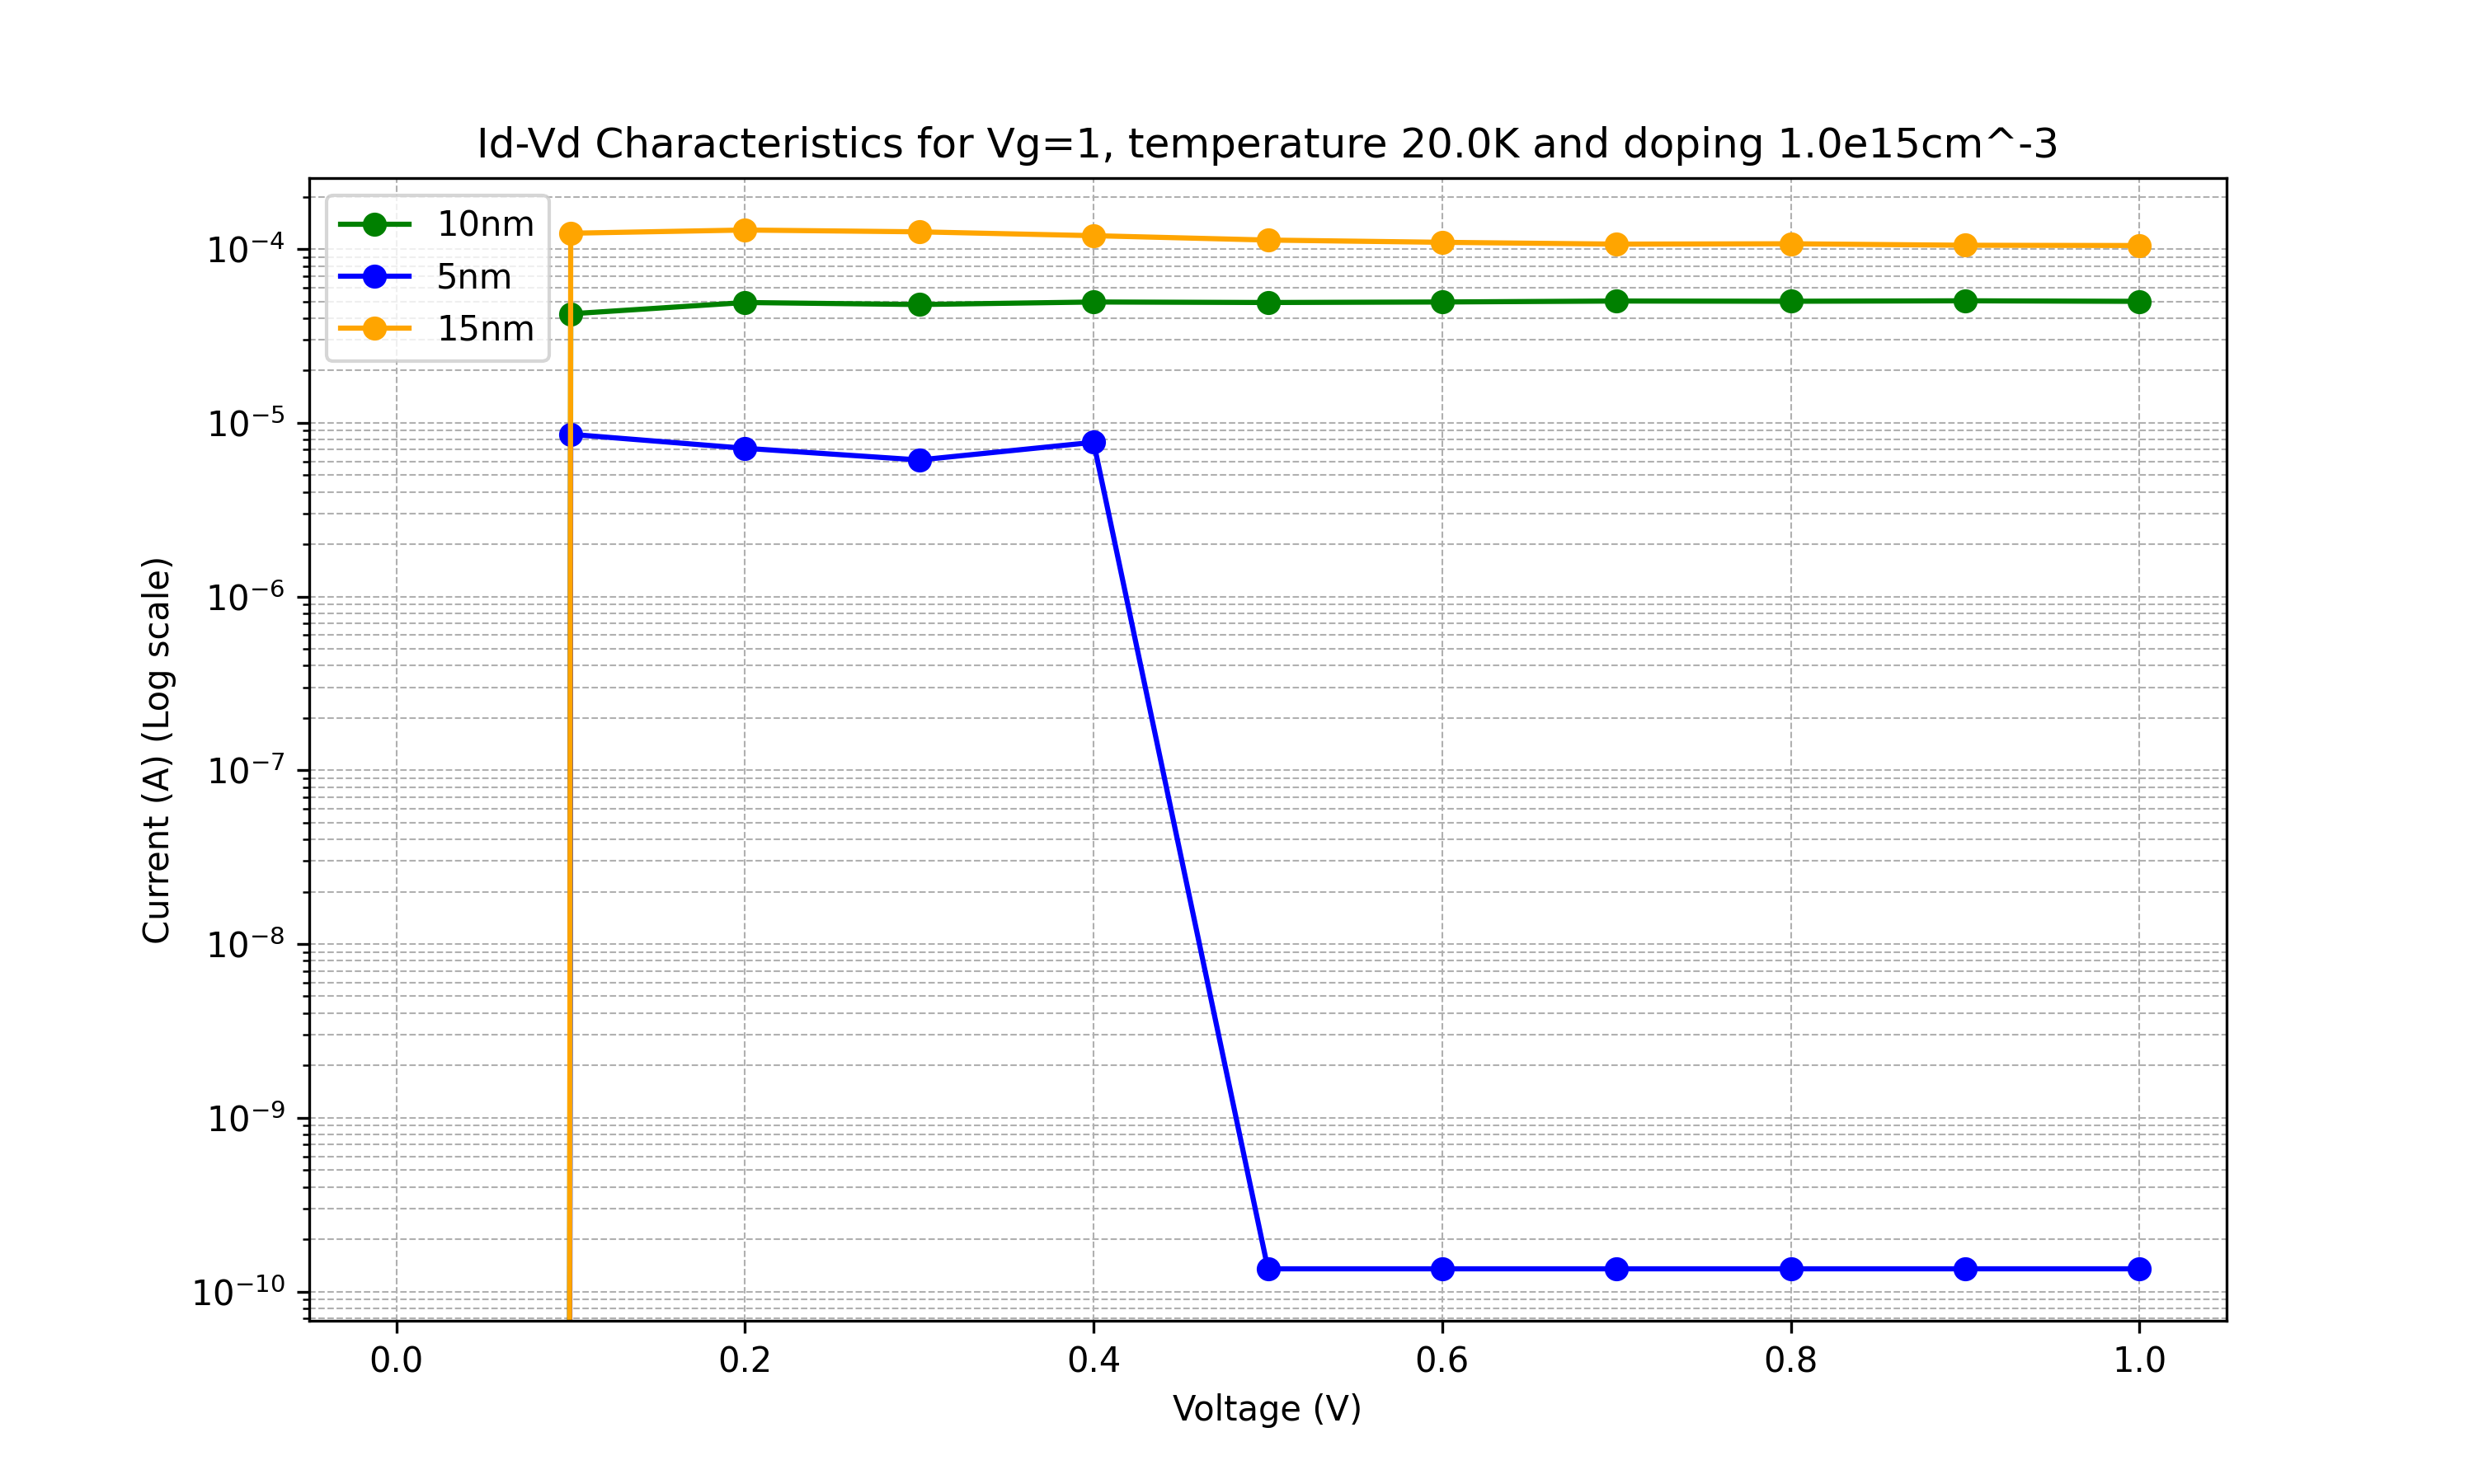 Id-Vd Characteristics for Vg=1, temperature 20.0K and doping 1.0e15cm^-3
10nm
5nm
15nm
Current (A) (Log scale)
10⁻⁴
10⁻⁵
10⁻⁶
10⁻⁷
10⁻⁸
10⁻⁹
10⁻¹⁰
0.0 0.2 0.4 0.6 0.8 1.0
Voltage (V)